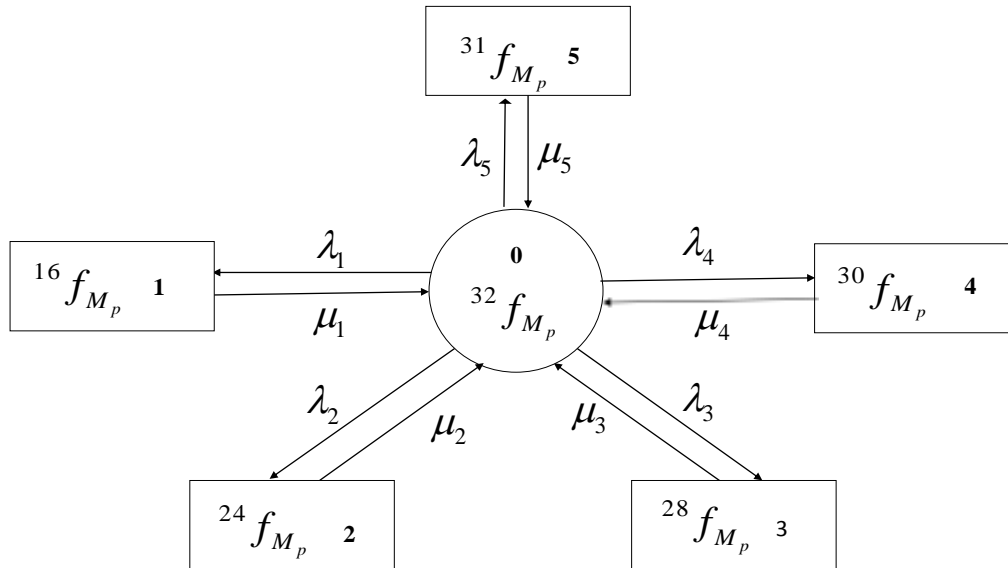 ³¹f_{M_p} 5
λ₅ μ₅
λ₁
μ₁
¹⁶f_{M_p} 1
0
³²f_{M_p}
λ₄
μ₄
³⁰f_{M_p} 4
λ₂
μ₂
μ₃
λ₃
²⁴f_{M_p} 2
²⁸f_{M_p} 3